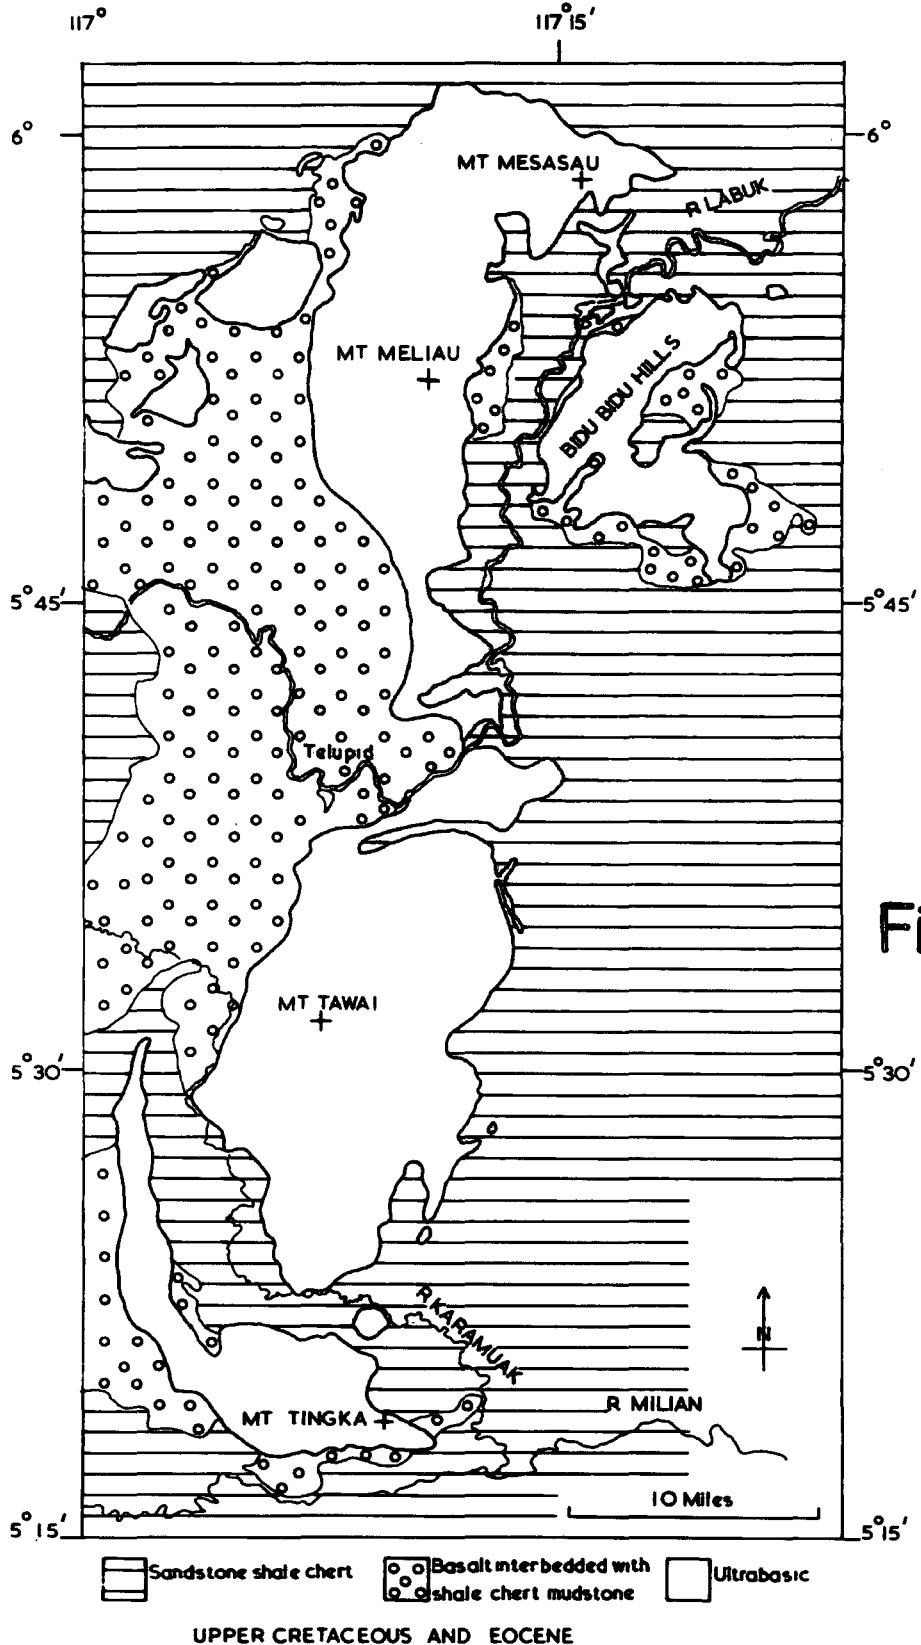 117° 117° 15'
6° 6°
MT MESASAU
R LABUK
MT MELIAU
BIDU BIDU HILLS
5° 45' 5° 45'
Telupid
Fi
MT TAWAI
5° 30' 5° 30'
R KARAMUAK
N
MT TINGKA
R MILIAN
10 Miles
5° 15' 5° 15'
Sandstone shale chert
Basalt interbedded with
shale chert mudstone
Ultrabasic
UPPER CRETACEOUS AND EOCENE